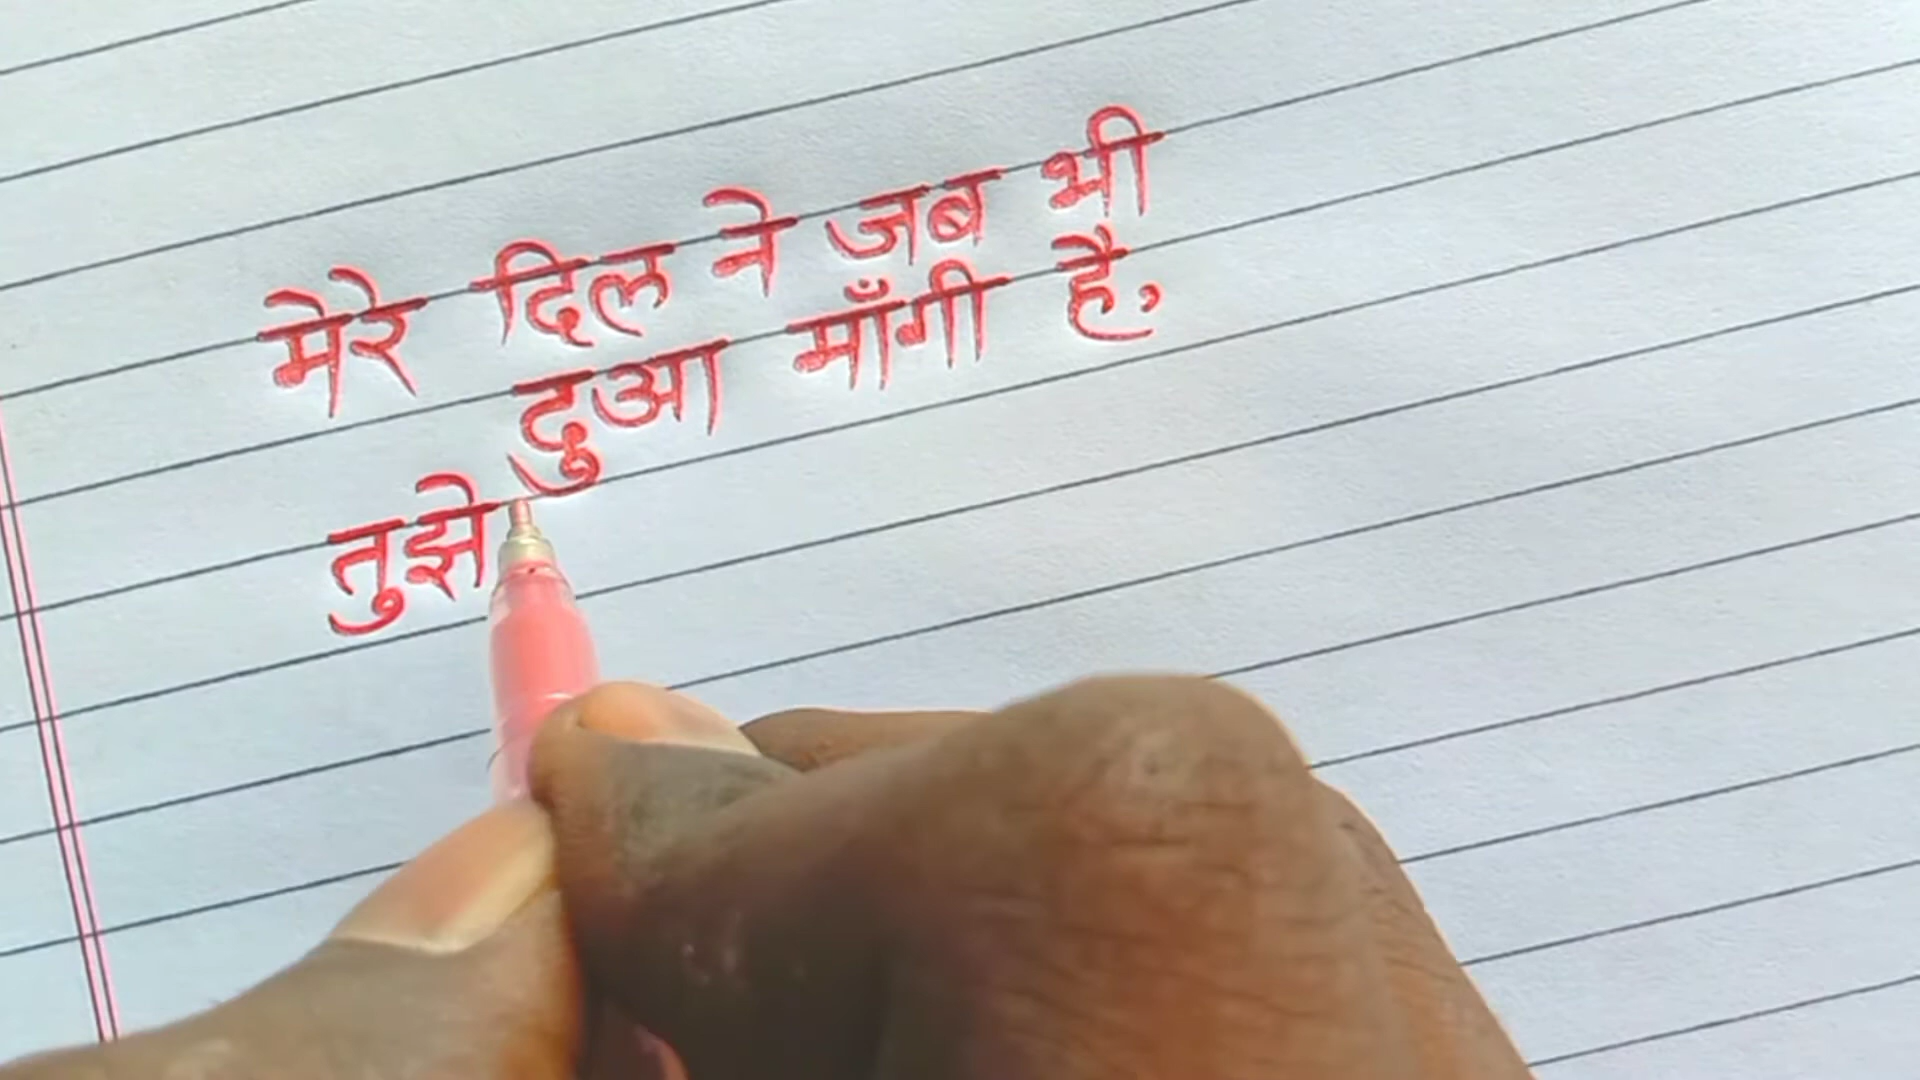 मेरे दिल ने जब भी
दुआ माँगी है,
तुझे